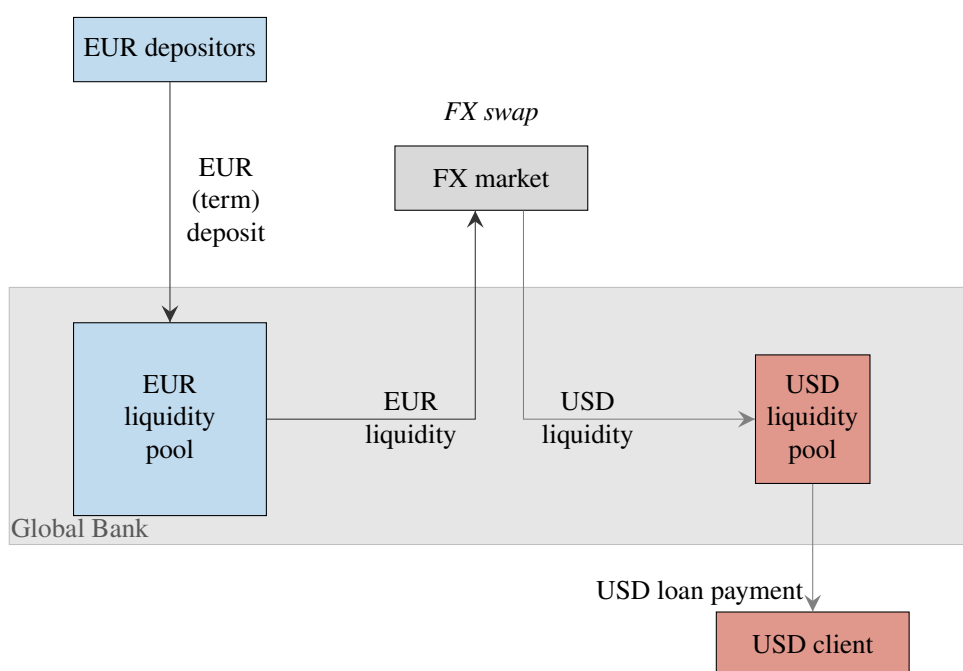 EUR depositors
FX swap
FX market
EUR
(term)
deposit
EUR
liquidity
pool
EUR
liquidity
USD
liquidity
USD
liquidity
pool
Global Bank
USD loan payment
USD client